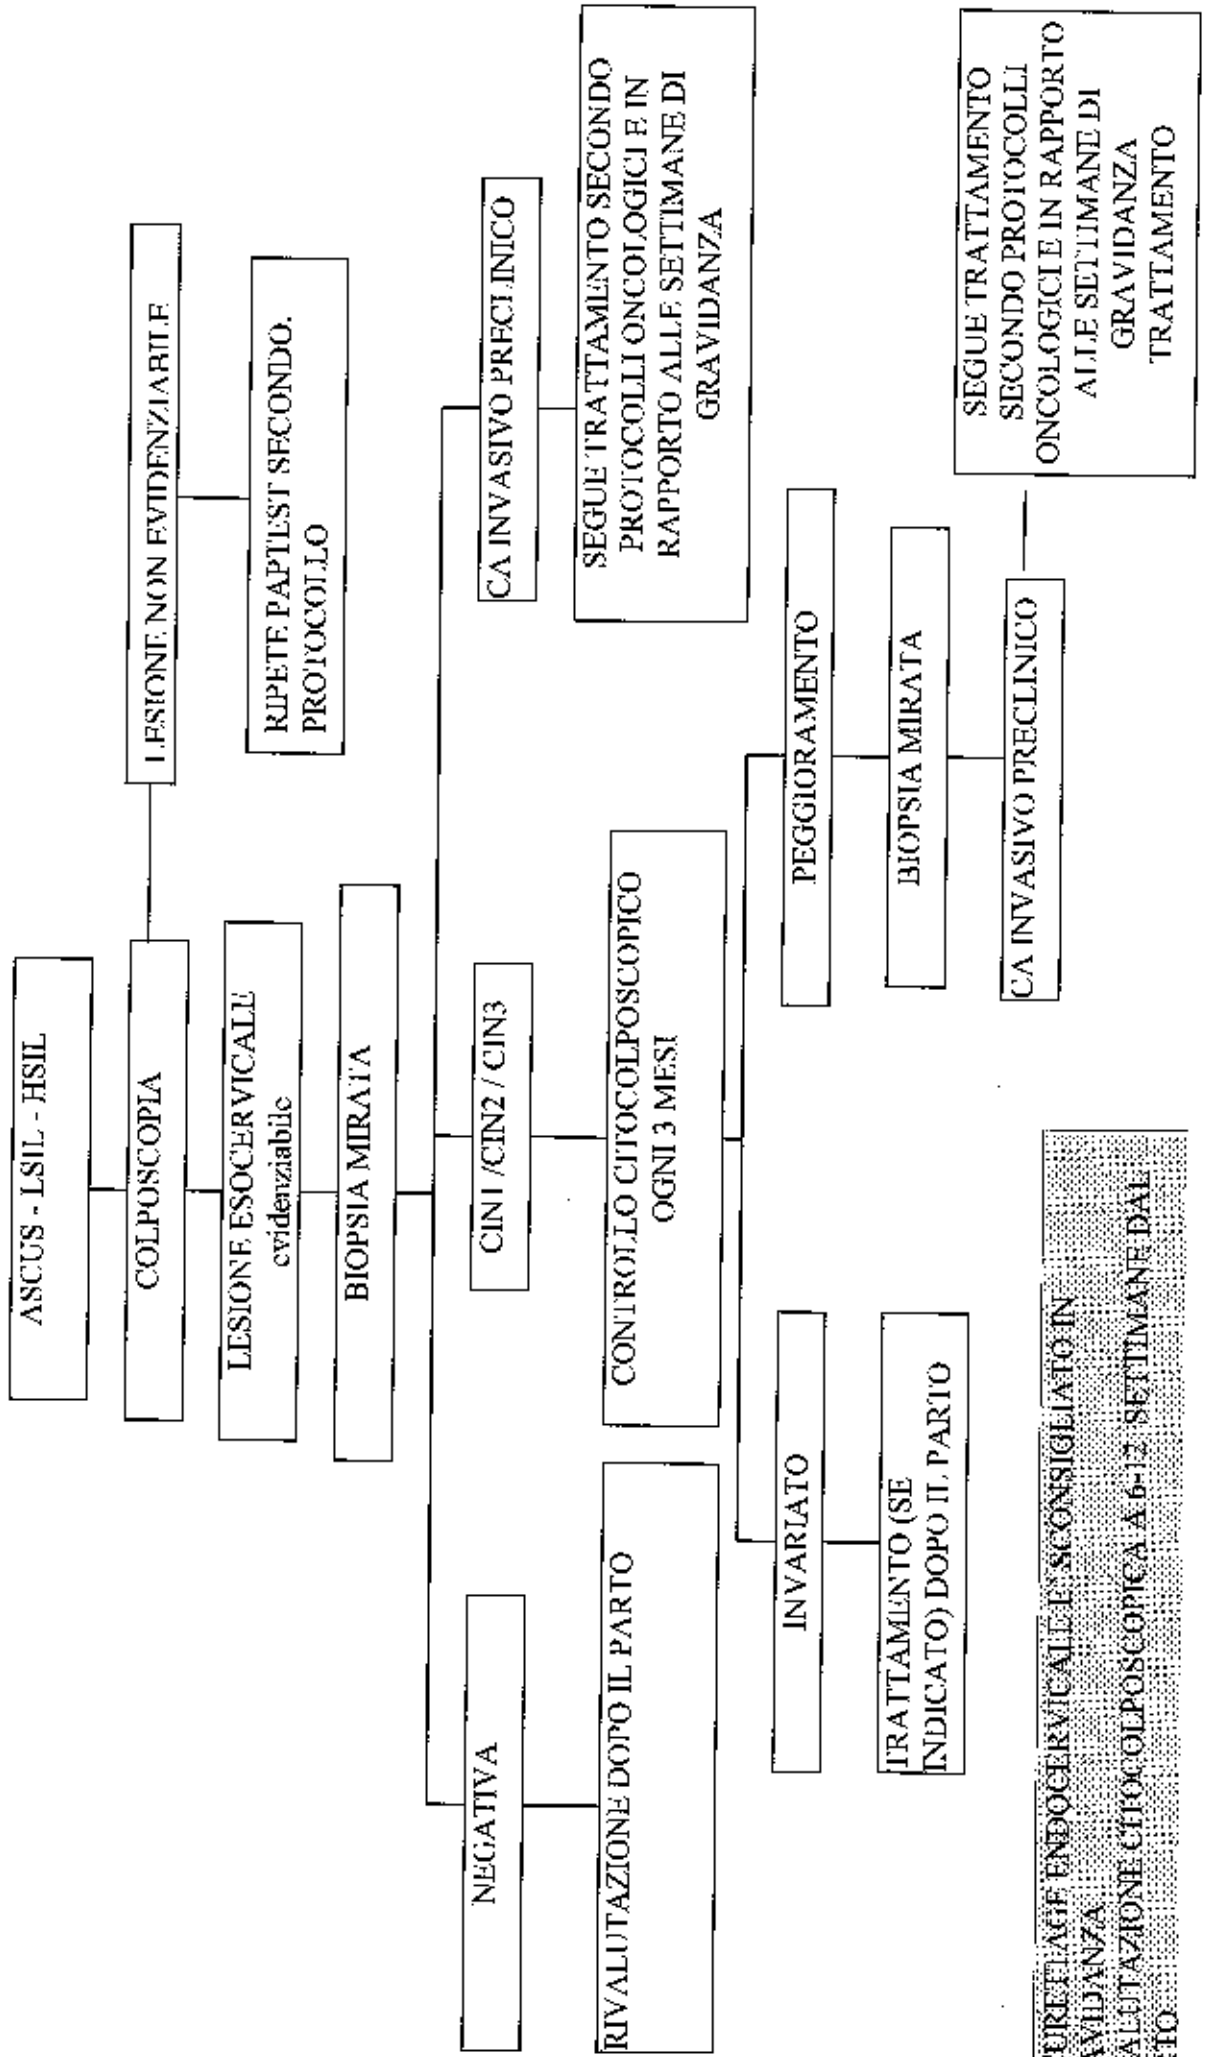 ASCUS - LSIL - HSIL
COLPOSCOPIA
LESIONE NON EVIDENZIABILE
LESIONE ESOCERVICALE
evidenziabile
RIPETE PAPTEST SECONDO.
PROTOCOLLO
BIOPSIA MIRATA
NEGATIVA
CIN1 /CIN2 / CIN3
CA INVASIVO PRECLINICO
RIVALUTAZIONE DOPO IL PARTO
CONTROLLO CITOCOLPOSCOPICO
OGNI 3 MESI
SEGUE TRATTAMENTO SECONDO
PROTOCOLLI ONCOLOGICI E IN
RAPPORTO ALLE SETTIMANE DI
GRAVIDANZA
INVARIATO
PEGGIORAMENTO
TRATTAMENTO (SE
INDICATO) DOPO IL PARTO
BIOPSIA MIRATA
CA INVASIVO PRECLINICO
SEGUE TRATTAMENTO
SECONDO PROTOCOLLI
ONCOLOGICI E IN RAPPORTO
ALLE SETTIMANE DI
GRAVIDANZA
TRATTAMENTO
ENDOCERVICALE E' SCONSIGLIATO IN
AVIDANZA
ALUTAZIONE CITOCOLPOSCOPICA A 6-12 SETTIMANE DAL